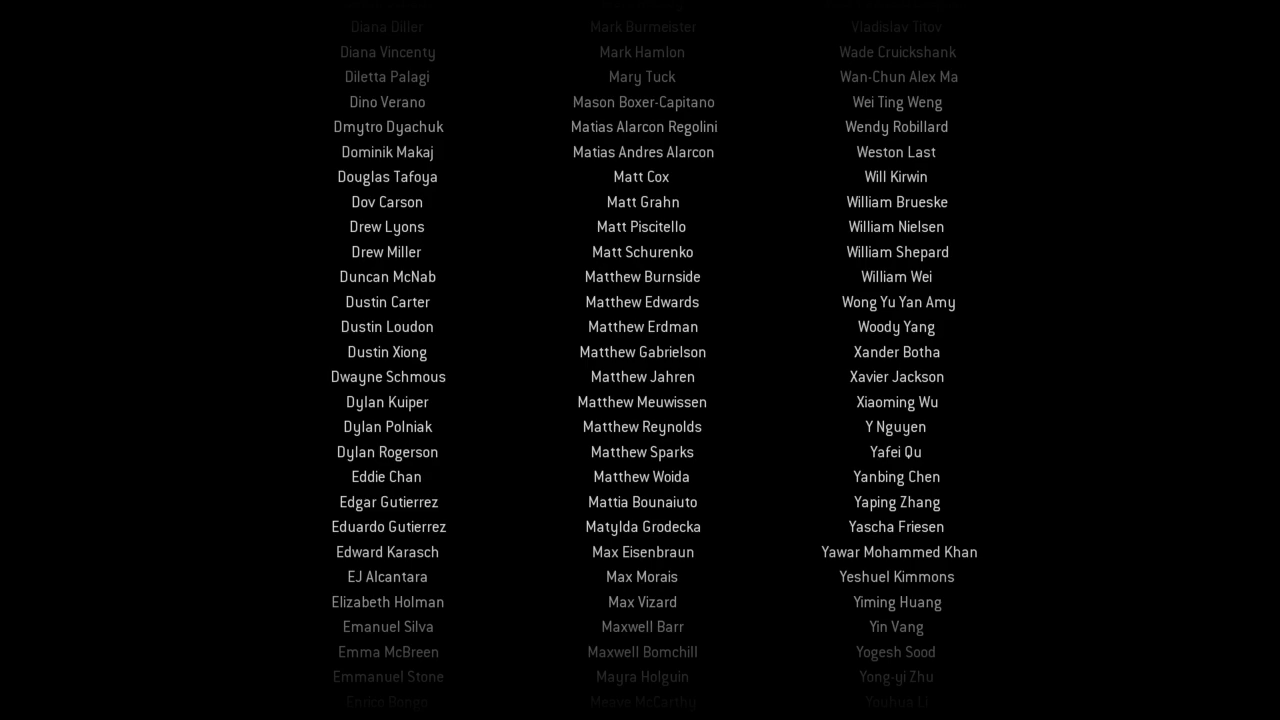 Diana Diller
Diana Vincenty
Diletta Palagi
Dino Verano
Dmytro Dyachuk
Dominik Makaj
Douglas Tafoya
Dov Carson
Drew Lyons
Drew Miller
Duncan McNab
Dustin Carter
Dustin Loudon
Dustin Xiong
Dwayne Schmous
Dylan Kuiper
Dylan Polniak
Dylan Rogerson
Eddie Chan
Edgar Gutierrez
Eduardo Gutierrez
Edward Karasch
EJ Alcantara
Elizabeth Holman
Emanuel Silva
Emma McBreen
Emmanuel Stone
Enrico Bongo
Mark Burmeister
Mark Hamlon
Mary Tuck
Mason Boxer-Capitano
Matias Alarcon Regolini
Matias Andres Alarcon
Matt Cox
Matt Grahn
Matt Piscitello
Matt Schurenko
Matthew Burnside
Matthew Edwards
Matthew Erdman
Matthew Gabrielson
Matthew Jahren
Matthew Meuwissen
Matthew Reynolds
Matthew Sparks
Matthew Woida
Mattia Bounaiuto
Matylda Grodecka
Max Eisenbraun
Max Morais
Max Vizard
Maxwell Barr
Maxwell Bomchill
Mayra Holguin
Meave McCarthy
Vladislav Titov
Wade Cruickshank
Wan-Chun Alex Ma
Wei Ting Weng
Wendy Robillard
Weston Last
Will Kirwin
William Brueske
William Nielsen
William Shepard
William Wei
Wong Yu Yan Amy
Woody Yang
Xander Botha
Xavier Jackson
Xiaoming Wu
Y Nguyen
Yafei Qu
Yanbing Chen
Yaping Zhang
Yascha Friesen
Yawar Mohammed Khan
Yeshuel Kimmons
Yiming Huang
Yin Vang
Yogesh Sood
Yong-yi Zhu
Youhua Li